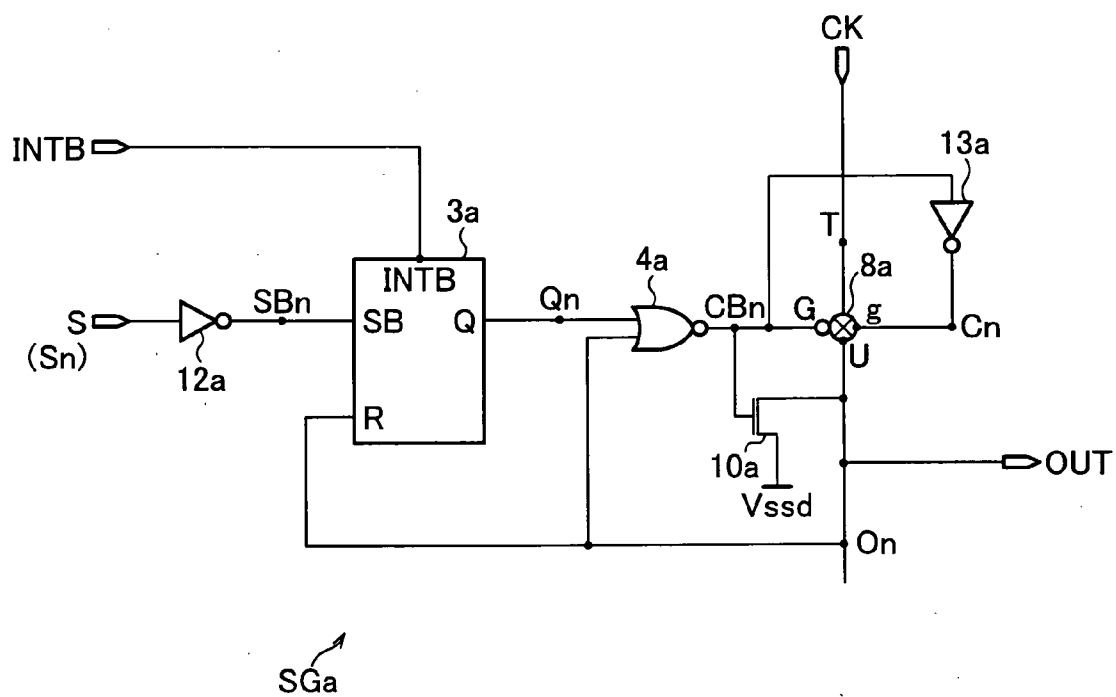 CK
INTB
13a
3a
T
4a
8a
INTB
SBn
Qn
CBn
G
g
S
SB
Q
Cn
(Sn)
U
12a
R
10a
OUT
Vssd
On
SGa